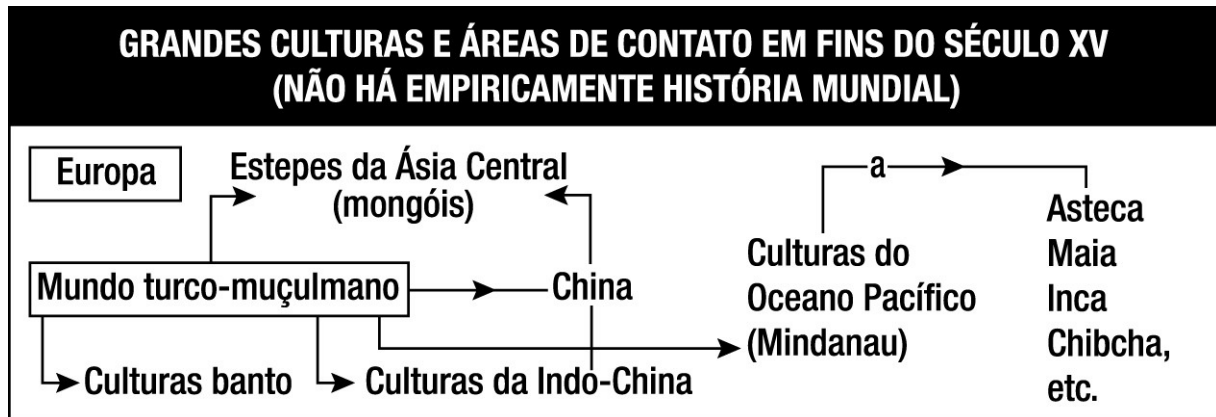 GRANDES CULTURAS E ÁREAS DE CONTATO EM FINS DO SÉCULO XV
(NÃO HÁ EMPIRICAMENTE HISTÓRIA MUNDIAL)
Europa
Estepes da Ásia Central
(mongóis)
a
Asteca
Maia
Inca
Chibcha,
etc.
Culturas do
Oceano Pacífico
(Mindanau)
Mundo turco-muçulmano
China
Culturas banto
Culturas da Indo-China